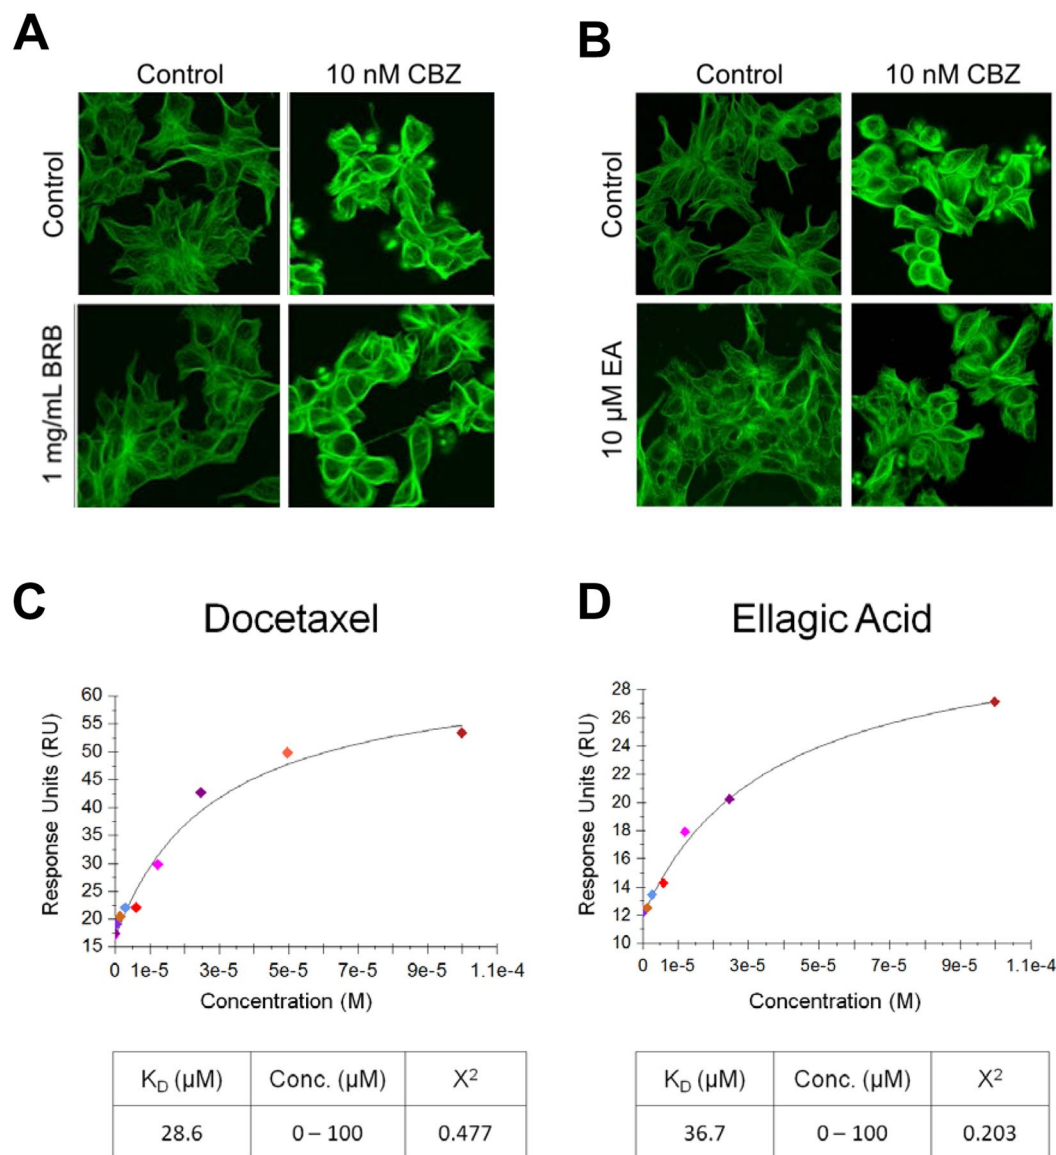 A
B
Control
10 nM CBZ
Control
10 nM CBZ
Control
Control
1 mg/mL BRB
10 µM EA
C
D
Docetaxel
Ellagic Acid
Response Units (RU)
60
55
50
45
40
35
30
25
20
15
0 1e-5 3e-5 5e-5 7e-5 9e-5 1.1e-4
Concentration (M)
Response Units (RU)
28
26
24
22
20
18
16
14
12
10
0 1e-5 3e-5 5e-5 7e-5 9e-5 1.1e-4
Concentration (M)
K_D (µM) Conc. (µM) X²
28.6 0 – 100 0.477
K_D (µM) Conc. (µM) X²
36.7 0 – 100 0.203